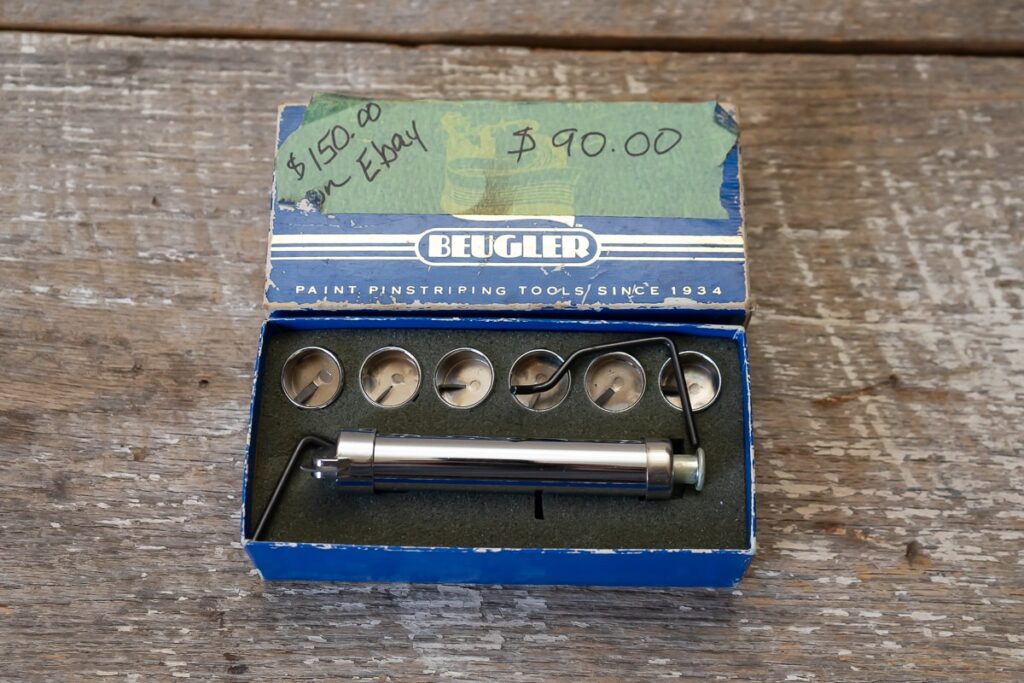 $150.00
on Ebay
$90.00
BEUGLER
PAINT PINSTRIPING TOOLS SINCE 1934